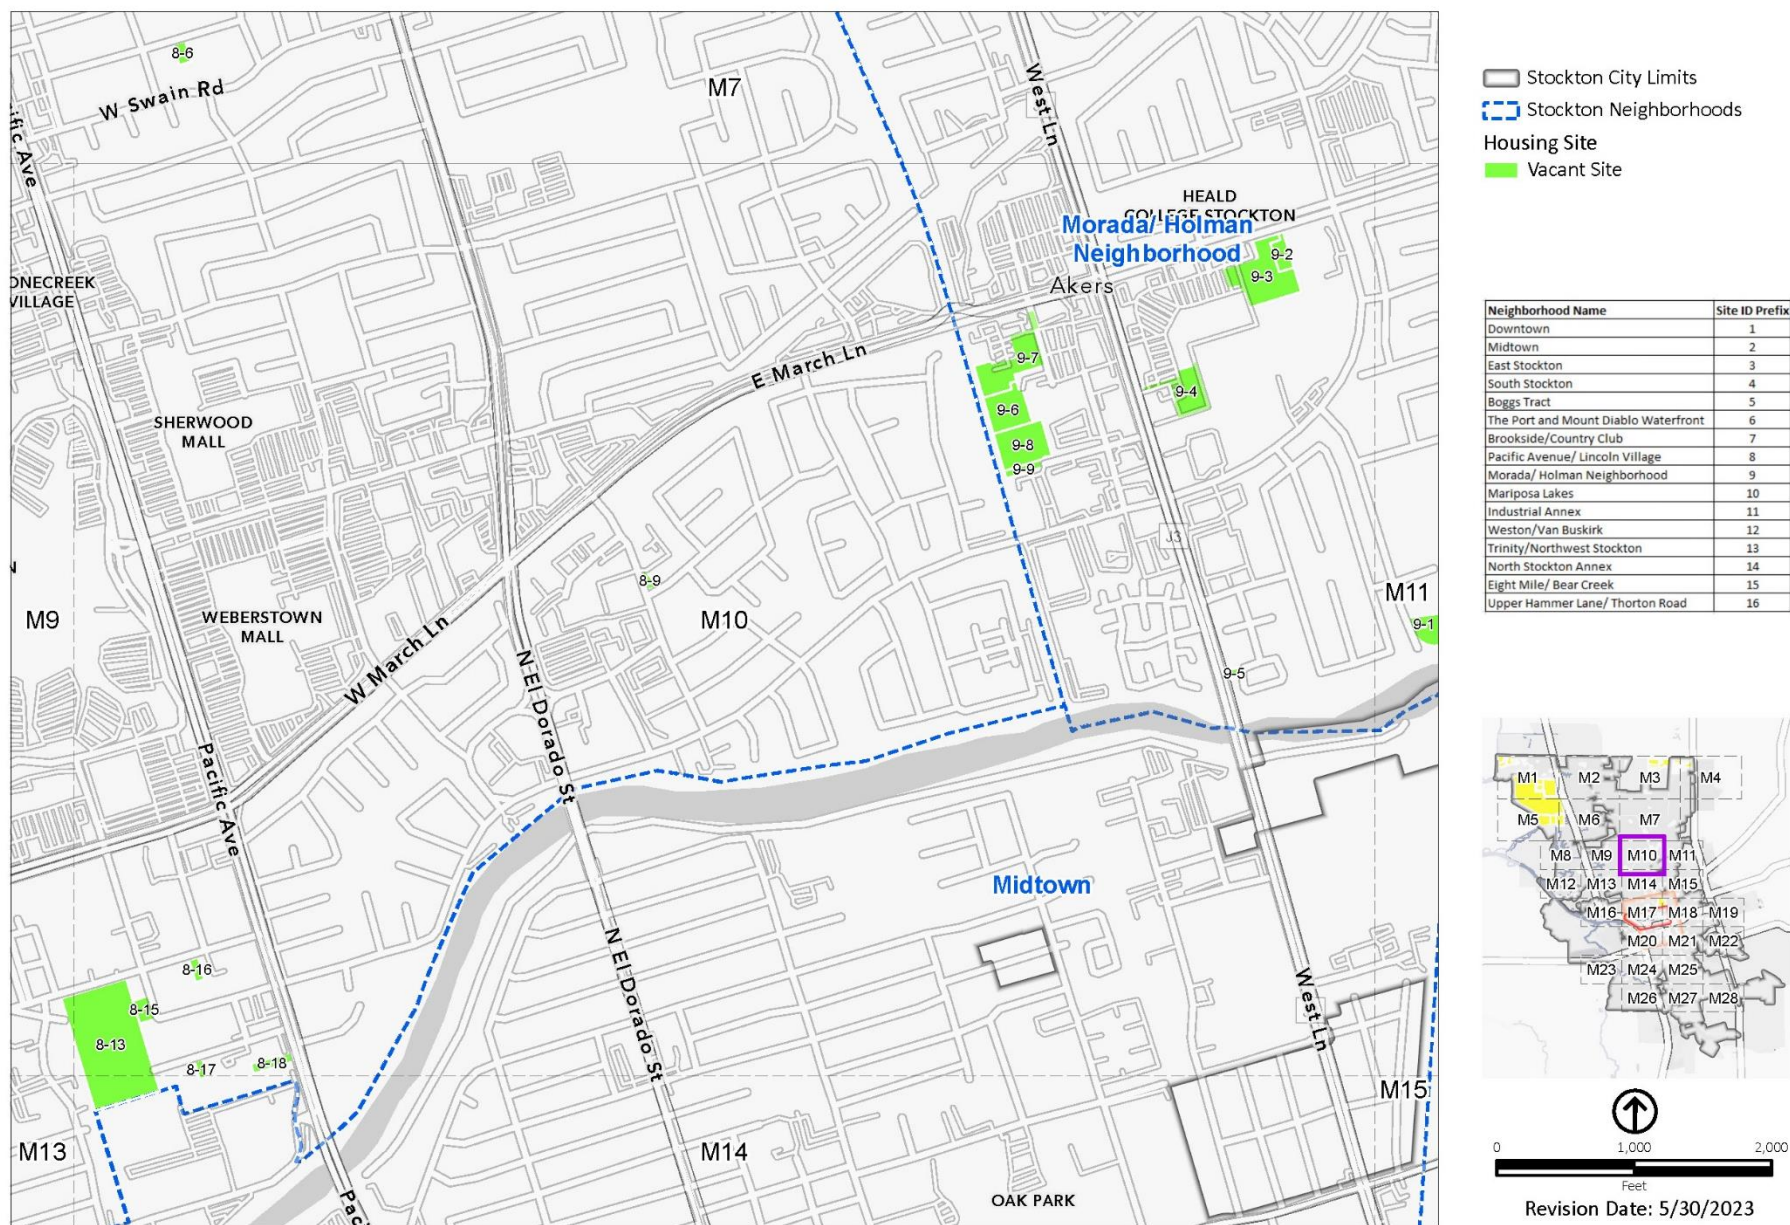 8-6
W Swain Rd
M7
West Ln
ific Ave
HEALD
COLLEGE STOCKTON
Morada/ Holman
Neighborhood
9-2
9-3
Akers
ONECREEK
VILLAGE
9-7
E March Ln
9-4
9-6
SHERWOOD
MALL
9-8
9-9
J3
8-9
M9
WEBERSTOWN
MALL
M10
M11
9-1
W March Ln
N El Dorado St
9-5
Pacific Ave
Midtown
8-16
8-15
8-13
8-17
8-18
N El Dorado St
West Ln
M15
M13
M14
OAK PARK
Pac
Stockton City Limits
Stockton Neighborhoods
Housing Site
Vacant Site
Neighborhood Name Site ID Prefix
Downtown 1
Midtown 2
East Stockton 3
South Stockton 4
Boggs Tract 5
The Port and Mount Diablo Waterfront 6
Brookside/Country Club 7
Pacific Avenue/ Lincoln Village 8
Morada/ Holman Neighborhood 9
Mariposa Lakes 10
Industrial Annex 11
Weston/Van Buskirk 12
Trinity/Northwest Stockton 13
North Stockton Annex 14
Eight Mile/ Bear Creek 15
Upper Hammer Lane/ Thorton Road 16
M1 M2 M3 M4
M5 M6 M7
M8 M9 M10 M11
M12 M13 M14 M15
M16 M17 M18 M19
M20 M21 M22
M23 M24 M25
M26 M27 M28
0 1,000 2,000
Feet
Revision Date: 5/30/2023